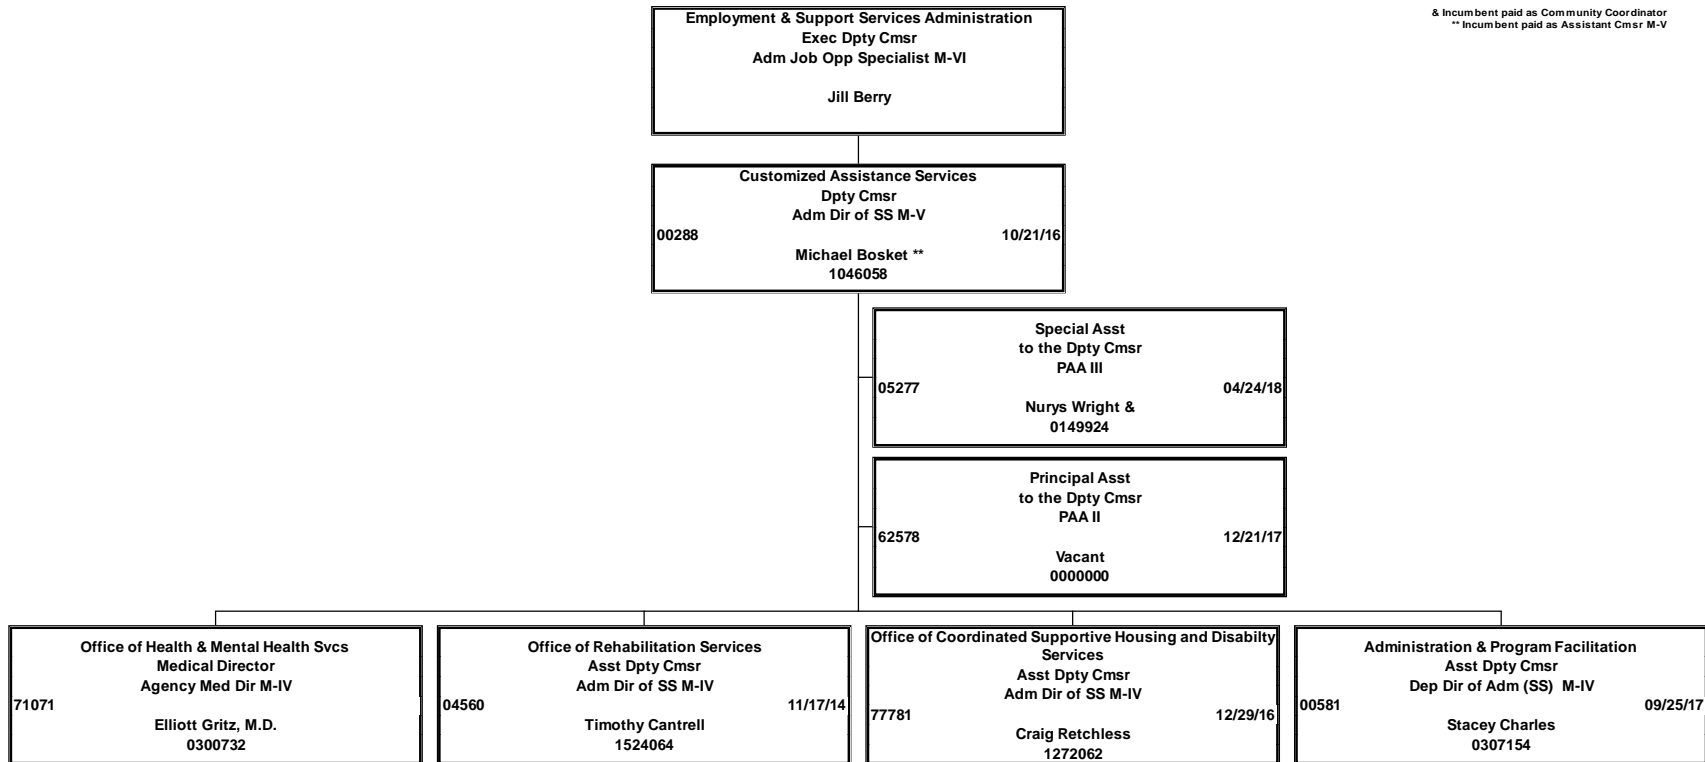 & Incumbent paid as Community Coordinator
** Incumbent paid as Assistant Cmsr M-V
Employment & Support Services Administration
Exec Dpty Cmsr
Adm Job Opp Specialist M-VI
Jill Berry
Customized Assistance Services
Dpty Cmsr
Adm Dir of SS M-V
00288 10/21/16
Michael Bosket **
1046058
Special Asst
to the Dpty Cmsr
PAA III
05277 04/24/18
Nurys Wright &
0149924
Principal Asst
to the Dpty Cmsr
PAA II
62578 12/21/17
Vacant
0000000
Office of Health & Mental Health Svcs
Medical Director
Agency Med Dir M-IV
71071
Elliott Gritz, M.D.
0300732
Office of Rehabilitation Services
Asst Dpty Cmsr
Adm Dir of SS M-IV
04560 11/17/14
Timothy Cantrell
1524064
Office of Coordinated Supportive Housing and Disabilty
Services
Asst Dpty Cmsr
Adm Dir of SS M-IV
77781 12/29/16
Craig Retchless
1272062
Administration & Program Facilitation
Asst Dpty Cmsr
Dep Dir of Adm (SS) M-IV
00581 09/25/17
Stacey Charles
0307154